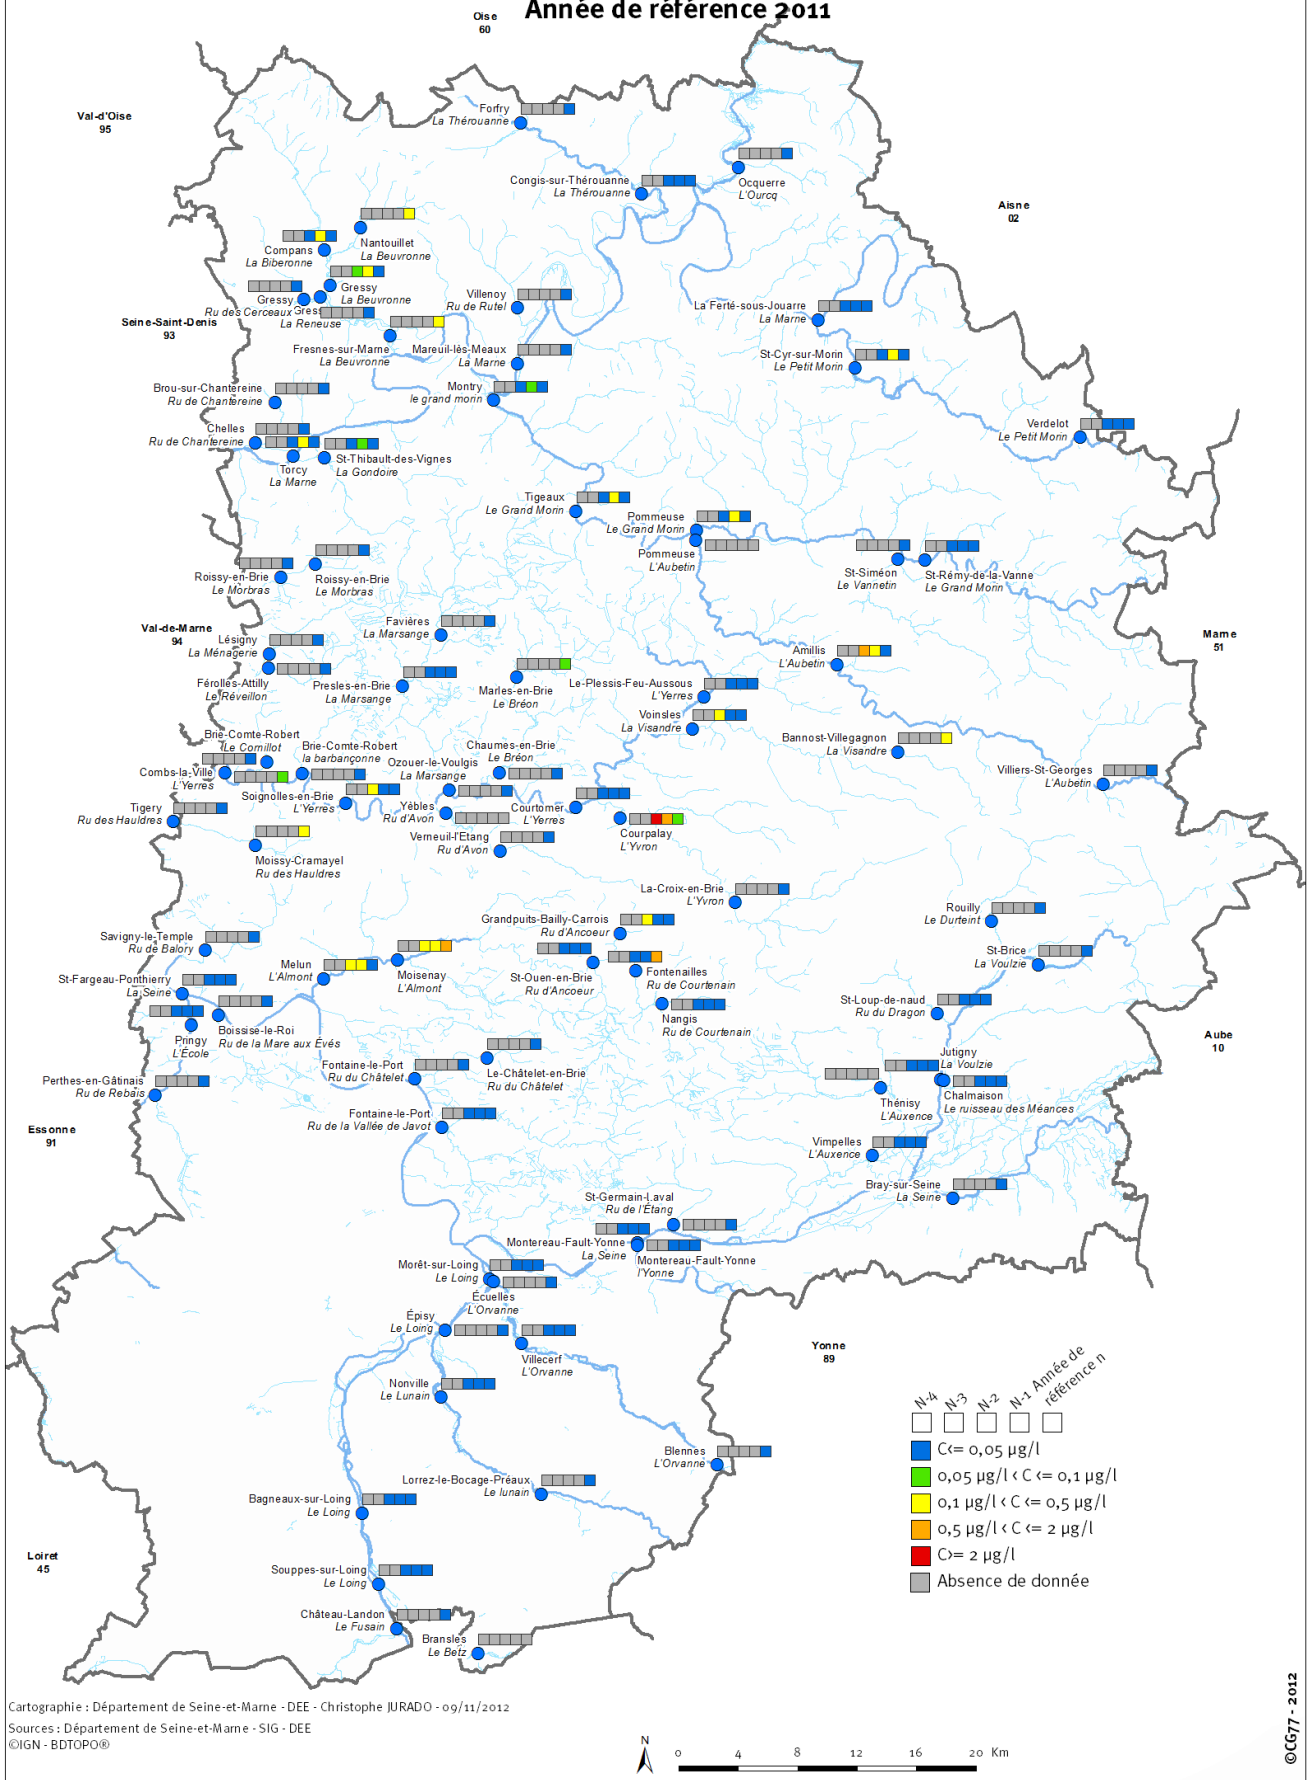 Année de référence 2011
Oise
60
Val-d'Oise
95
Forfry
La Thérouanne
Congis-sur-Thérouanne
La Thérouanne
Ocquerre
L'Ourcq
Aisne
02
Nantouillet
La Beuvronne
Compans
La Biberonne
Gressy
La Beuvronne
Gressy
Ru des Cerceaux
Gress
La Reneuse
Villenoy
Ru de Rutel
La Ferté-sous-Jouarre
La Marne
Seine-Saint-Denis
93
Fresnes-sur-Marne
La Beuvronne
Mareuil-lès-Meaux
La Marne
St-Cyr-sur-Morin
Le Petit Morin
Brou-sur-Chantereine
Ru de Chantereine
Montry
le grand morin
Verdelot
Le Petit Morin
Chelles
Ru de Chantereine
Torcy
La Marne
St-Thibault-des-Vignes
La Gondoire
Tigeaux
Le Grand Morin
Pommeuse
Le Grand Morin
Pommeuse
L'Aubetin
St-Siméon
Le Vannetin
St-Rémy-de-la-Vanne
Le Grand Morin
Roissy-en-Brie
Le Morbras
Roissy-en-Brie
Le Morbras
Val-de-Marne
94
Favières
La Marsange
Lésigny
La Ménagerie
Marne
51
Amillis
L'Aubetin
Férolles-Attilly
Le Réveillon
Presles-en-Brie
La Marsange
Marles-en-Brie
Le Bréon
Le-Plessis-Feu-Aussous
L'Yerres
Voinsles
La Visandre
Bannost-Villegagnon
La Visandre
Brie-Comte-Robert
Le Cornillot
Brie-Comte-Robert
la barbançonne
Chaumes-en-Brie
Le Bréon
Ozouer-le-Voulgis
La Marsange
Villiers-St-Georges
L'Aubetin
Combs-la-Ville
L'Yerres
Soignolles-en-Brie
L'Yerres
Yèbles
Ru d'Avon
Courtomer
L'Yerres
Tigery
Ru des Hauldres
Courpalay
L'Yvron
Verneuil-l'Etang
Ru d'Avon
Moissy-Cramayel
Ru des Hauldres
La-Croix-en-Brie
L'Yvron
Grandpuits-Bailly-Carrois
Ru d'Ancoeur
Rouilly
Le Durteint
Savigny-le-Temple
Ru de Balory
St-Brice
La Voulzie
Melun
L'Almont
Moisenay
L'Almont
St-Ouen-en-Brie
Ru d'Ancoeur
Fontenailles
Ru de Courtenain
St-Fargeau-Ponthierry
La Seine
St-Loup-de-naud
Ru du Dragon
Nangis
Ru de Courtenain
Boissise-le-Roi
Ru de la Mare aux Évés
Pringy
L'École
Aube
10
Jutigny
La Voulzie
Fontaine-le-Port
Ru du Châtelet
Le-Châtelet-en-Brie
Ru du Châtelet
Perthes-en-Gâtinais
Ru de Rebais
Chalmaison
Le ruisseau des Méances
Thénisy
L'Auxence
Fontaine-le-Port
Ru de la Vallée de Javot
Essonne
91
Vimpelles
L'Auxence
Bray-sur-Seine
La Seine
St-Germain-Laval
Ru de l'Étang
Montereau-Fault-Yonne
La Seine
Montereau-Fault-Yonne
l'Yonne
Morêt-sur-Loing
Le Loing
Écuelles
L'Orvanne
Épisy
Le Loing
Villecerf
L'Orvanne
Yonne
89
Nonville
Le Lunain
Blennes
L'Orvanne
Lorrez-le-Bocage-Préaux
Le lunain
Bagneaux-sur-Loing
Le Loing
Loiret
45
Souppes-sur-Loing
Le Loing
Château-Landon
Le Fusain
Bransles
Le Betz
N-4 N-3 N-2 N-1 Année de
référence n
C<= 0,05 µg/l
0,05 µg/l < C <= 0,1 µg/l
0,1 µg/l < C <= 0,5 µg/l
0,5 µg/l < C <= 2 µg/l
C>= 2 µg/l
Absence de donnée
Cartographie : Département de Seine-et-Marne - DEE - Christophe JURADO - 09/11/2012
Sources : Département de Seine-et-Marne - SIG - DEE
©IGN - BDTOPO®
N
0 4 8 12 16 20 Km
©CG77 - 2012